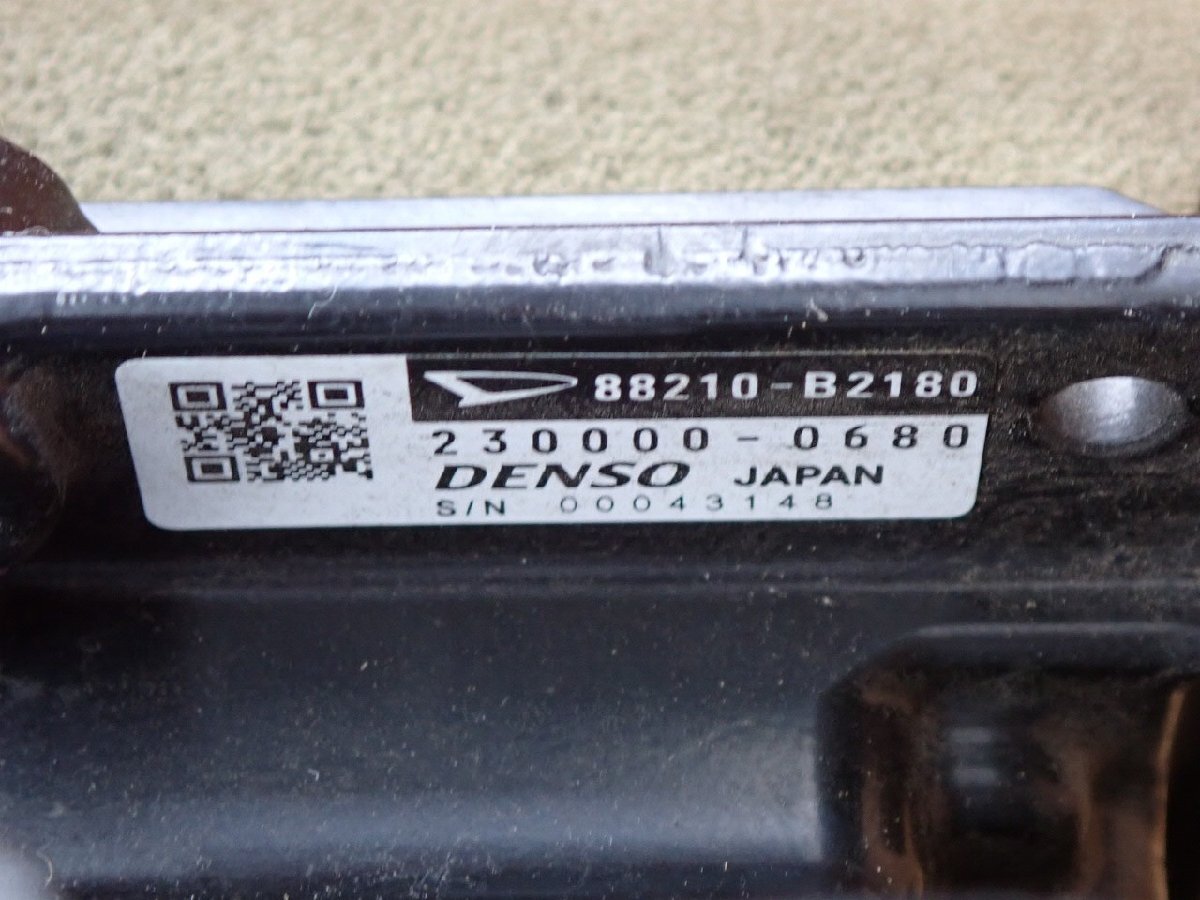 88210-B2180
230000-0680
DENSO JAPAN
S/N 00043148